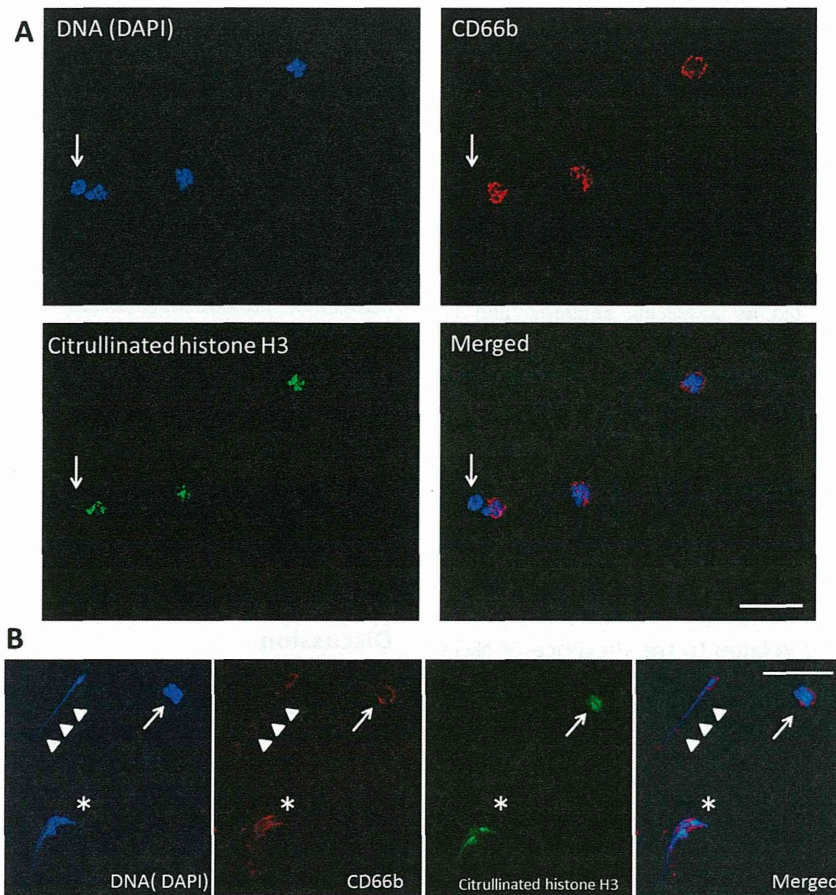 A
DNA (DAPI)
CD66b
Citrullinated histone H3
Merged
B
Discussion
DNA( DAPI)
CD66b
Citrullinated histone H3
Merged
*
*
*
*